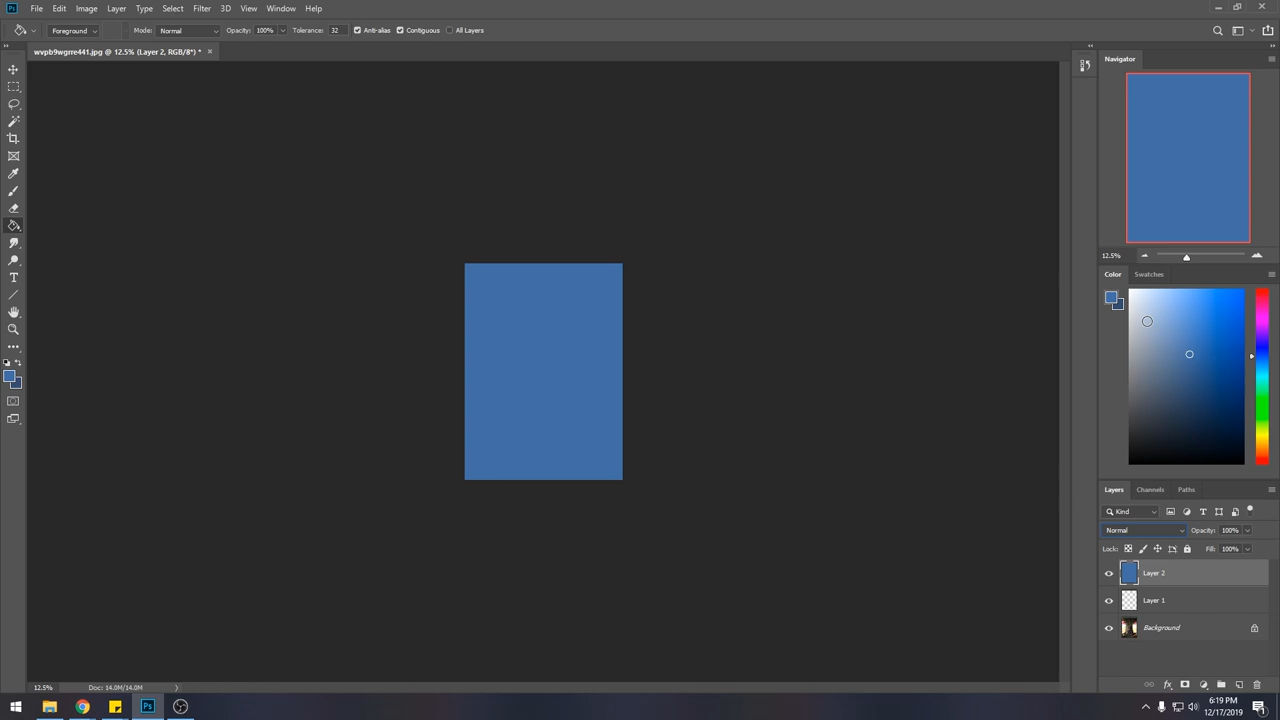 Ps File Edit Image Layer Type Select Filter 3D View Window Help
Foreground Mode: Normal Opacity: 100% Tolerance: 32 Anti-alias Contiguous All Layers
wvpb9wgrre441.jpg @ 12.5% (Layer 2, RGB/8*) * ×
Navigator
12.5%
Color Swatches
Layers Channels Paths
Kind
Normal Opacity: 100%
Lock: Fill: 100%
Layer 2
Layer 1
Background
12.5% Doc: 14.0M/14.0M
Ps
6:19 PM
12/17/2019